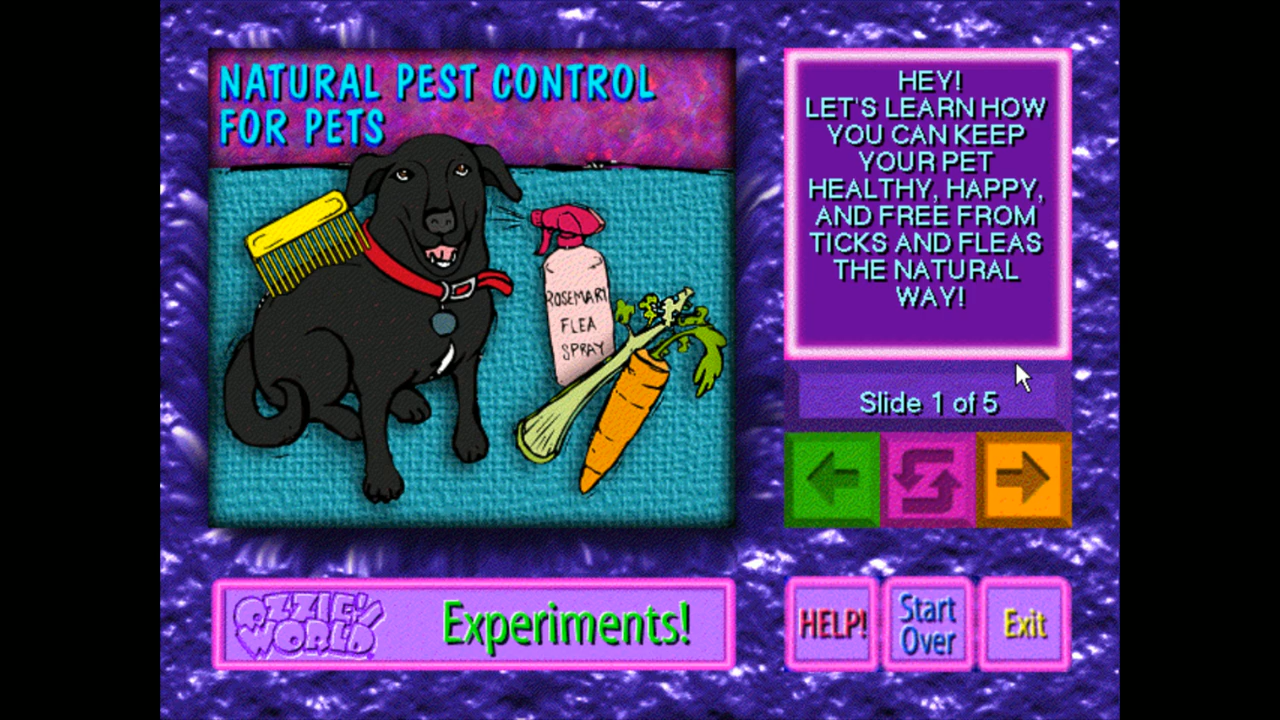 NATURAL PEST CONTROL
FOR PETS
ROSEMARY
FLEA
SPRAY
HEY!
LET'S LEARN HOW
YOU CAN KEEP
YOUR PET
HEALTHY, HAPPY,
AND FREE FROM
TICKS AND FLEAS
THE NATURAL
WAY!
Slide 1 of 5
OZZIE'S
WORLD
Experiments!
HELP!
Start
Over
Exit